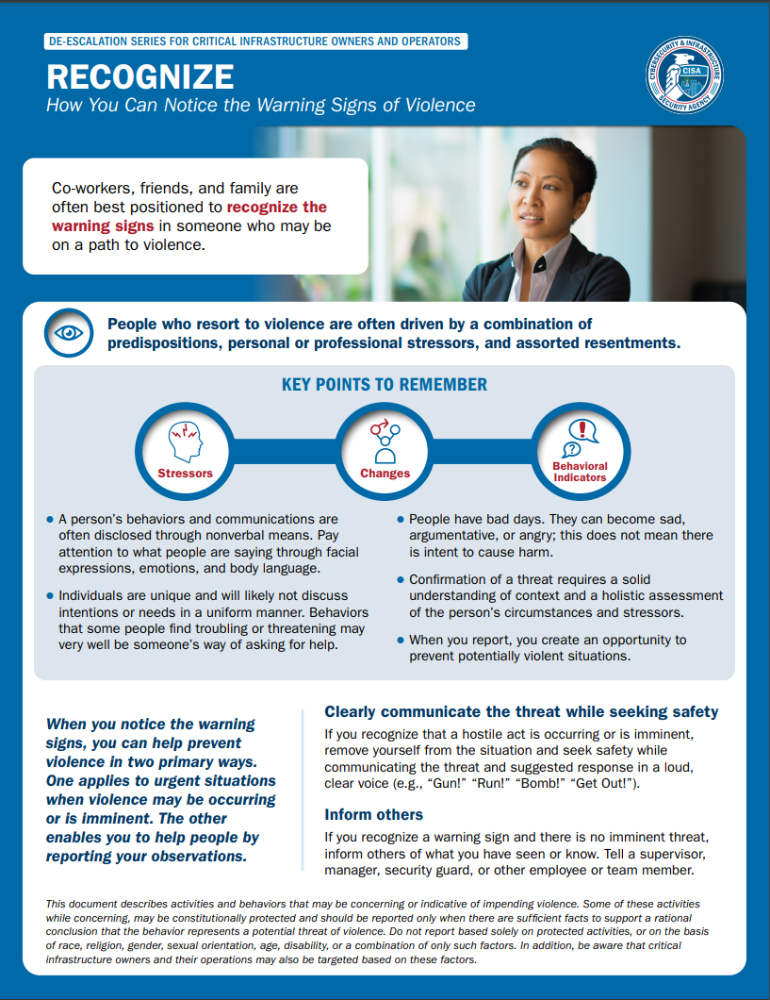 DE-ESCALATION SERIES FOR CRITICAL INFRASTRUCTURE OWNERS AND OPERATORS
RECOGNIZE
How You Can Notice the Warning Signs of Violence
CYBERSECURITY & INFRASTRUCTURE
CISA
SECURITY AGENCY
Co-workers, friends, and family are
often best positioned to recognize the
warning signs in someone who may be
on a path to violence.
People who resort to violence are often driven by a combination of
predispositions, personal or professional stressors, and assorted resentments.
KEY POINTS TO REMEMBER
Stressors
Changes
Behavioral
Indicators
• A person's behaviors and communications are
often disclosed through nonverbal means. Pay
attention to what people are saying through facial
expressions, emotions, and body language.
• Individuals are unique and will likely not discuss
intentions or needs in a uniform manner. Behaviors
that some people find troubling or threatening may
very well be someone's way of asking for help.
• People have bad days. They can become sad,
argumentative, or angry; this does not mean there
is intent to cause harm.
• Confirmation of a threat requires a solid
understanding of context and a holistic assessment
of the person's circumstances and stressors.
• When you report, you create an opportunity to
prevent potentially violent situations.
When you notice the warning
signs, you can help prevent
violence in two primary ways.
One applies to urgent situations
when violence may be occurring
or is imminent. The other
enables you to help people by
reporting your observations.
Clearly communicate the threat while seeking safety
If you recognize that a hostile act is occurring or is imminent,
remove yourself from the situation and seek safety while
communicating the threat and suggested response in a loud,
clear voice (e.g., “Gun!” “Run!” “Bomb!” “Get Out!”).
Inform others
If you recognize a warning sign and there is no imminent threat,
inform others of what you have seen or know. Tell a supervisor,
manager, security guard, or other employee or team member.
This document describes activities and behaviors that may be concerning or indicative of impending violence. Some of these activities
while concerning, may be constitutionally protected and should be reported only when there are sufficient facts to support a rational
conclusion that the behavior represents a potential threat of violence. Do not report based solely on protected activities, or on the basis
of race, religion, gender, sexual orientation, age, disability, or a combination of only such factors. In addition, be aware that critical
infrastructure owners and their operations may also be targeted based on these factors.